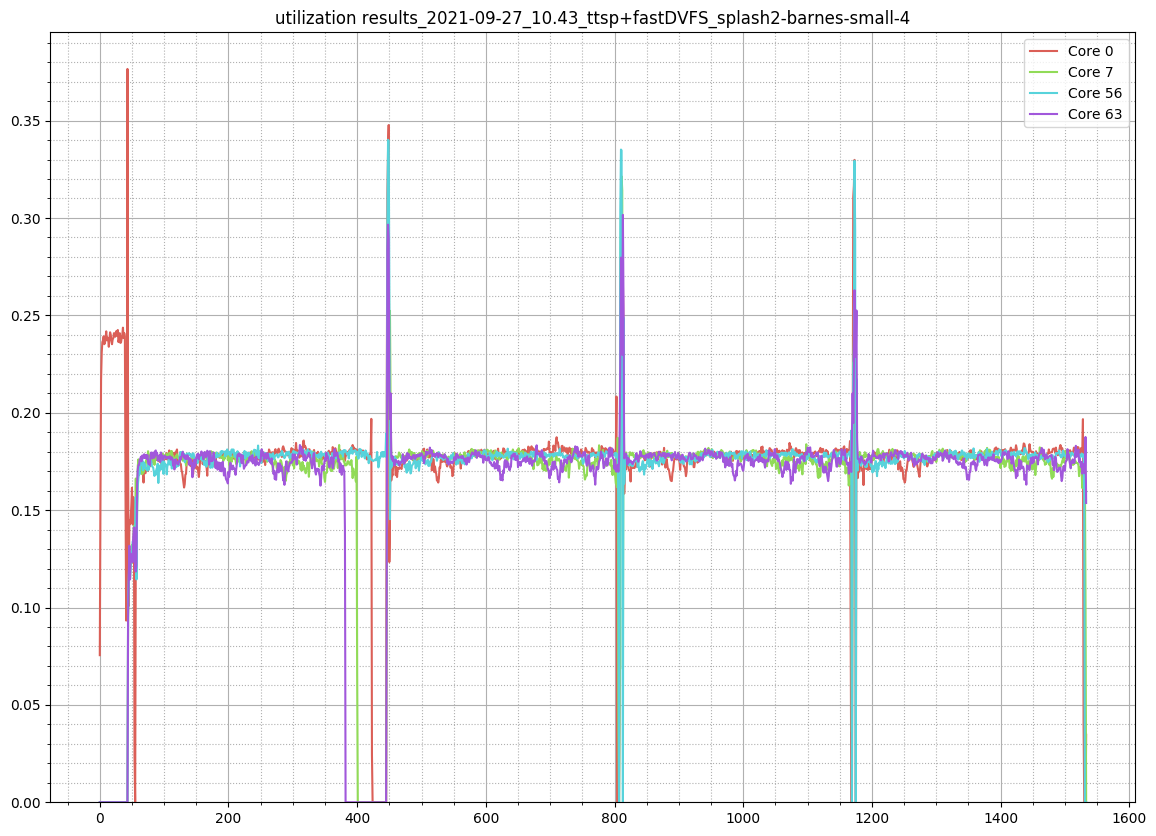 utilization results_2021-09-27_10.43_ttsp+fastDVFS_splash2-barnes-small-4
Core 0
Core 7
Core 56
Core 63
0.35
0.30
0.25
0.20
0.15
0.10
0.05
0.00
0 200 400 600 800 1000 1200 1400 1600